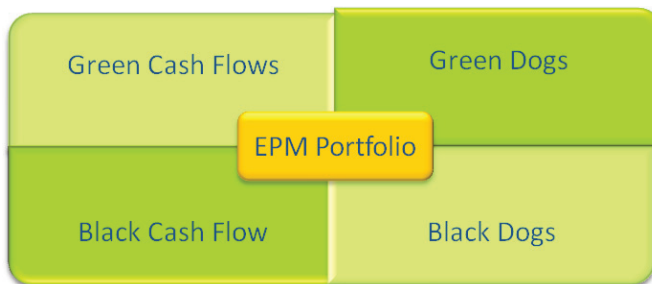 Green Cash Flows
Green Dogs
EPM Portfolio
Black Cash Flow
Black Dogs